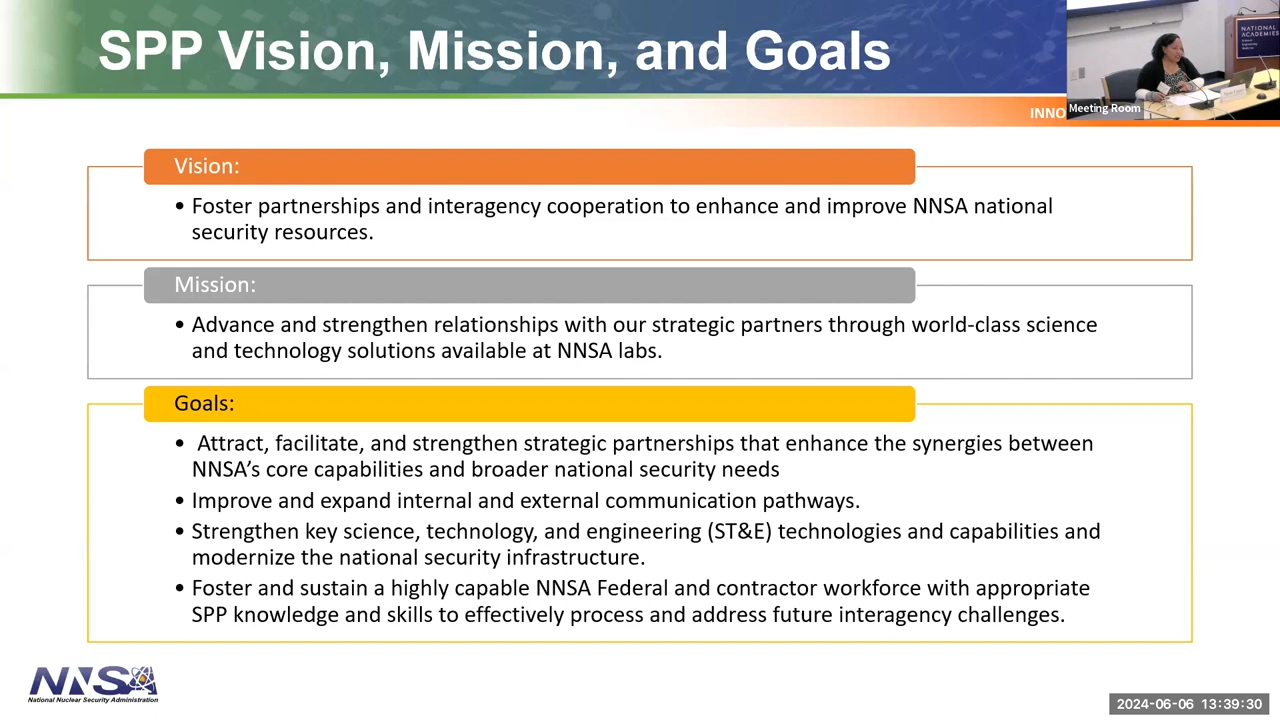 SPP Vision, Mission, and Goals
INNO
Meeting Room
NATIONAL
ACADEMIES
Vision:
• Foster partnerships and interagency cooperation to enhance and improve NNSA national
security resources.
Mission:
• Advance and strengthen relationships with our strategic partners through world-class science
and technology solutions available at NNSA labs.
Goals:
• Attract, facilitate, and strengthen strategic partnerships that enhance the synergies between
NNSA’s core capabilities and broader national security needs
• Improve and expand internal and external communication pathways.
• Strengthen key science, technology, and engineering (ST&E) technologies and capabilities and
modernize the national security infrastructure.
• Foster and sustain a highly capable NNSA Federal and contractor workforce with appropriate
SPP knowledge and skills to effectively process and address future interagency challenges.
NNSA
National Nuclear Security Administration
2024-06-06 13:39:30